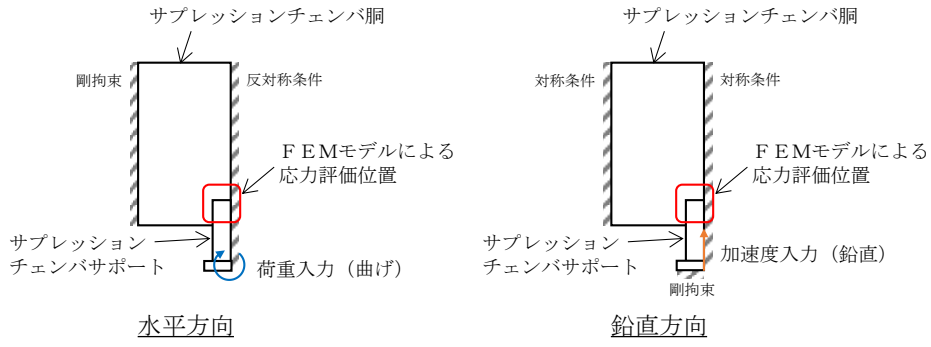 サプレッションチェンバ胴
剛拘束
反対称条件
ＦＥＭモデルによる
応力評価位置
サプレッション
チェンバサポート
荷重入力（曲げ）
水平方向
サプレッションチェンバ胴
対称条件
対称条件
ＦＥＭモデルによる
応力評価位置
サプレッション
チェンバサポート
加速度入力（鉛直）
剛拘束
鉛直方向